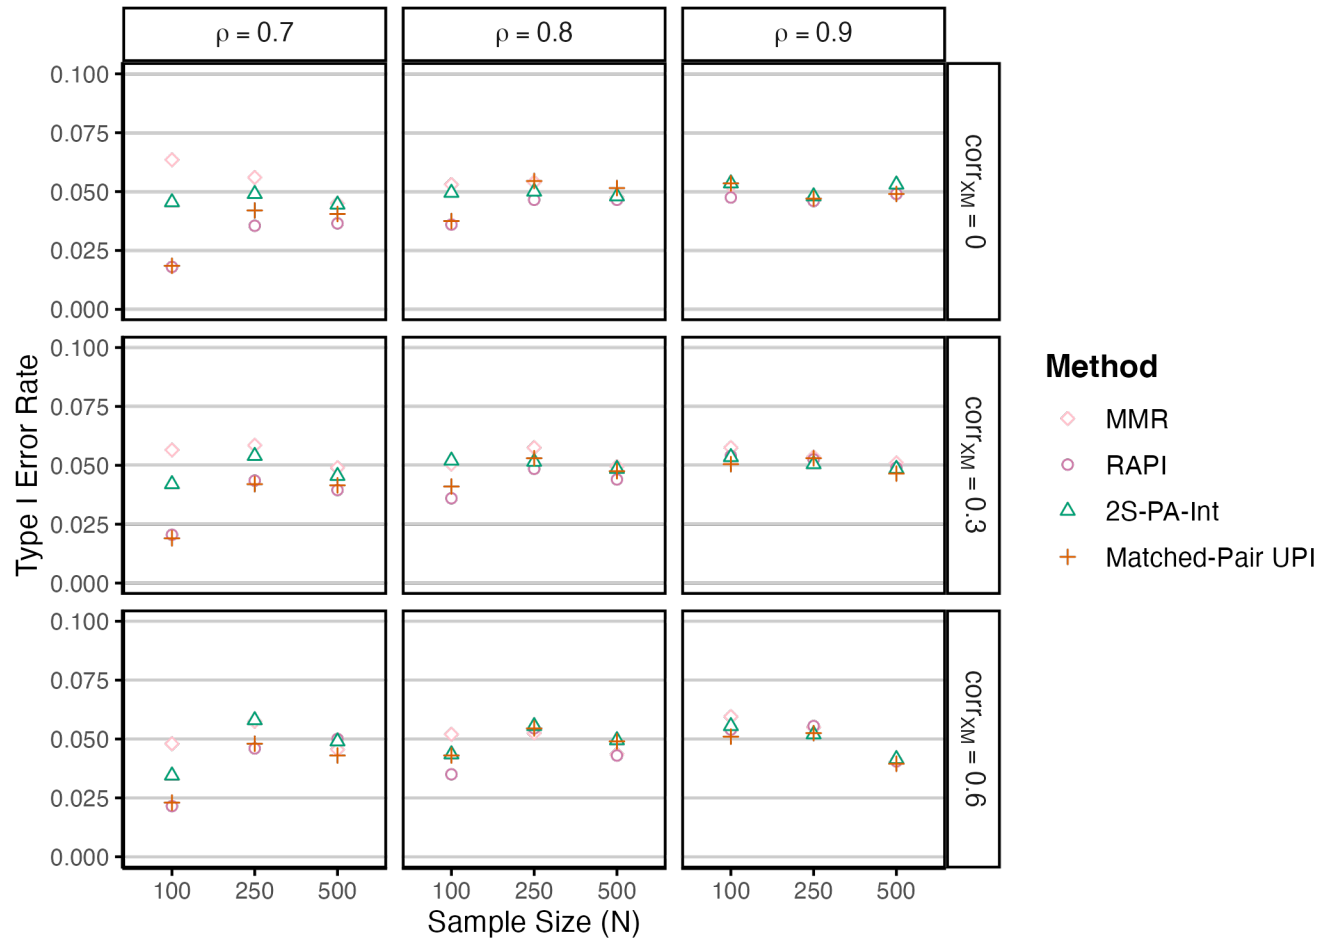 ρ = 0.7
ρ = 0.8
ρ = 0.9
0.100
0.075
0.050
0.025
0.000
corrXM = 0
0.100
0.075
0.050
0.025
0.000
corrXM = 0.3
0.100
0.075
0.050
0.025
0.000
corrXM = 0.6
Type I Error Rate
100 250 500
100 250 500
100 250 500
Sample Size (N)
Method
MMR
RAPI
2S-PA-Int
Matched-Pair UPI